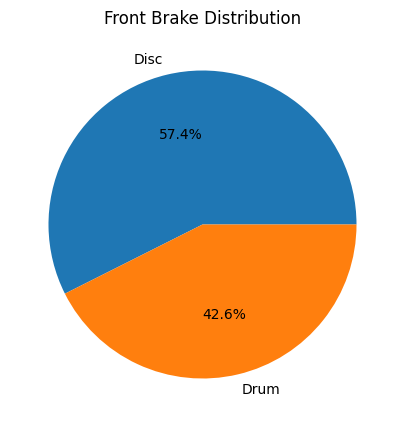 Front Brake Distribution
Disc
57.4%
42.6%
Drum